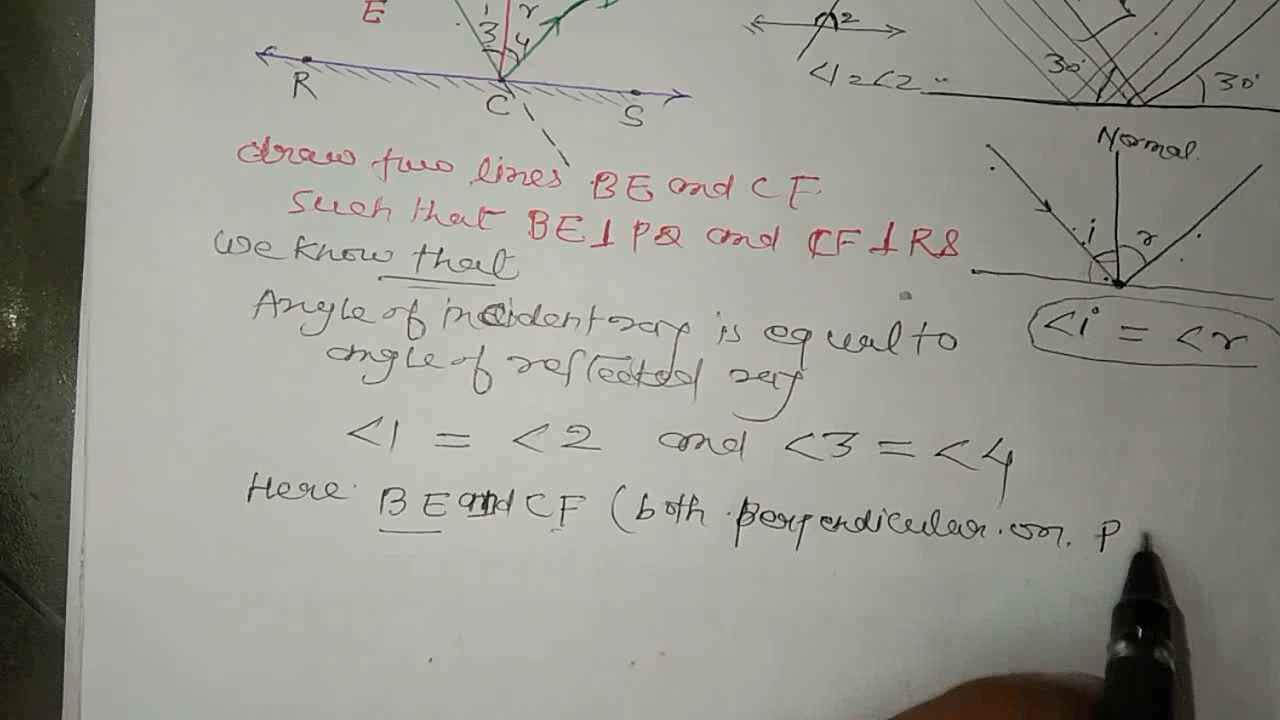 E
1 r
3 4
R
C
S
2
<1=<2
30°
30°
Normal.
draw two lines BE and CF
such that BE⊥PQ and CF⊥RS
We know that
i r
Angle of incident ray is equal to
angle of reflected ray
<i = <r
<1 = <2 and <3 = <4
Here BE and CF (both perpendicular on P